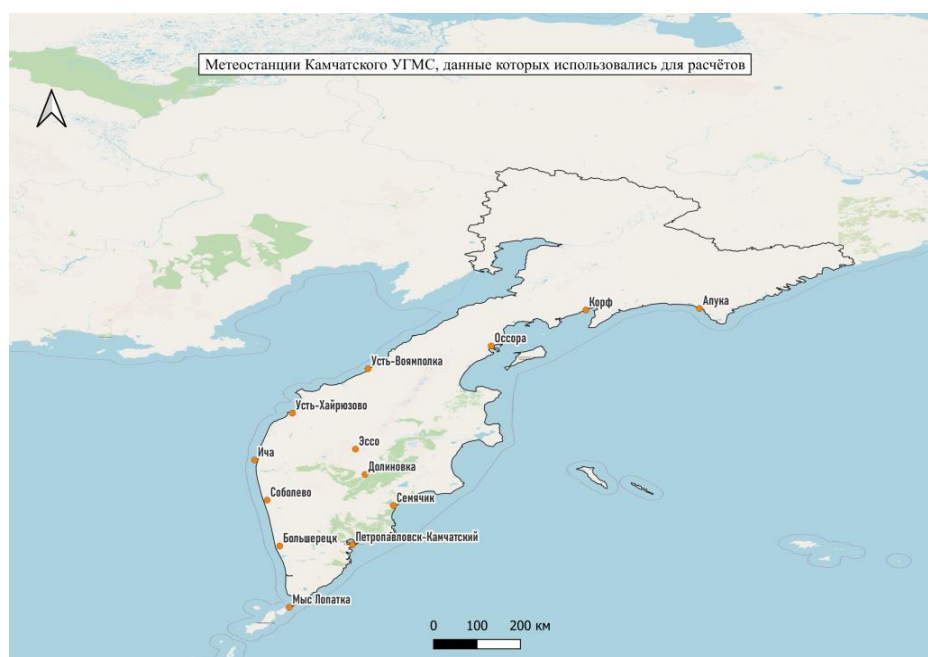 Метеостанции Камчатского УГМС, данные которых использовались для расчётов
Корф
Апука
Оссора
Усть-Воямполка
Усть-Хайрюзово
Эссо
Ича
Долиновка
Соболево
Семячик
Большерецк
Петропавловск-Камчатский
Мыс Лопатка
0 100 200 км